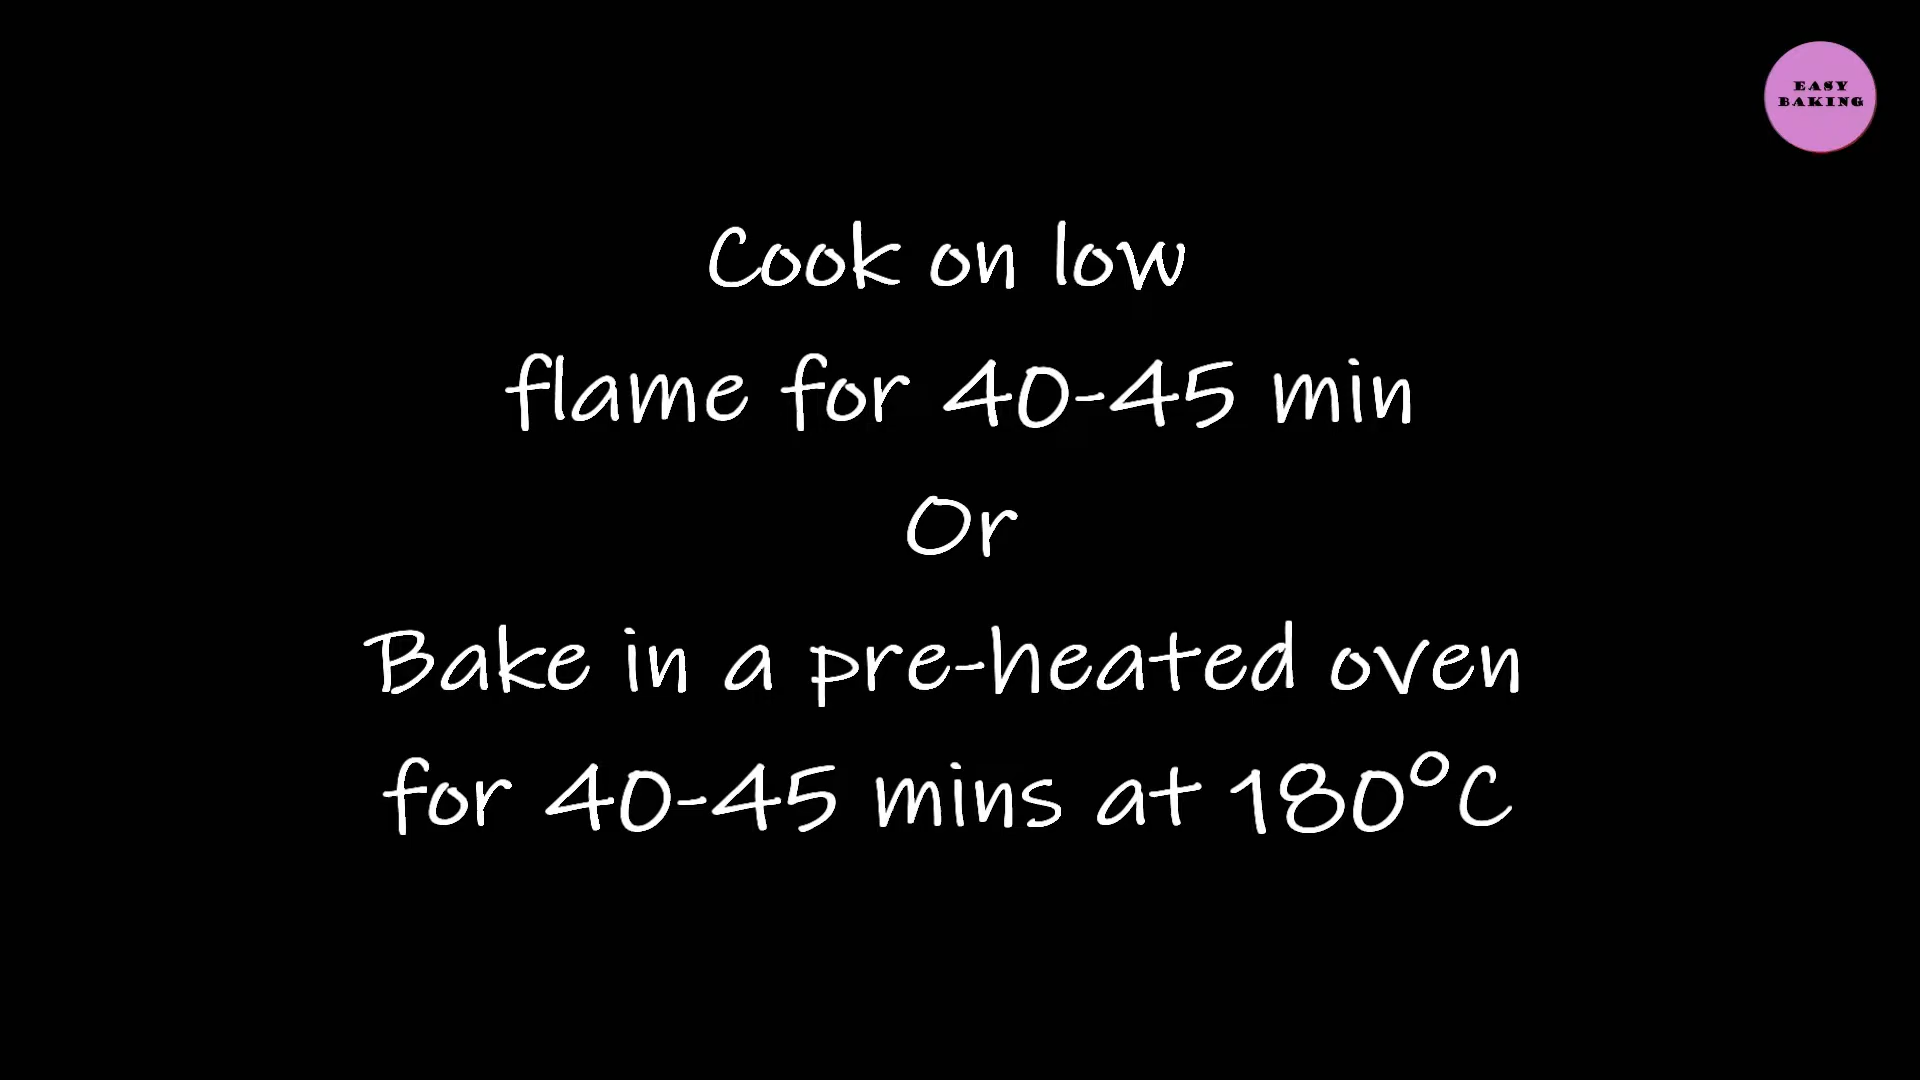 EASY
BAKING
Cook on low
flame for 40-45 min
Or
Bake in a pre-heated oven
for 40-45 mins at 180°C